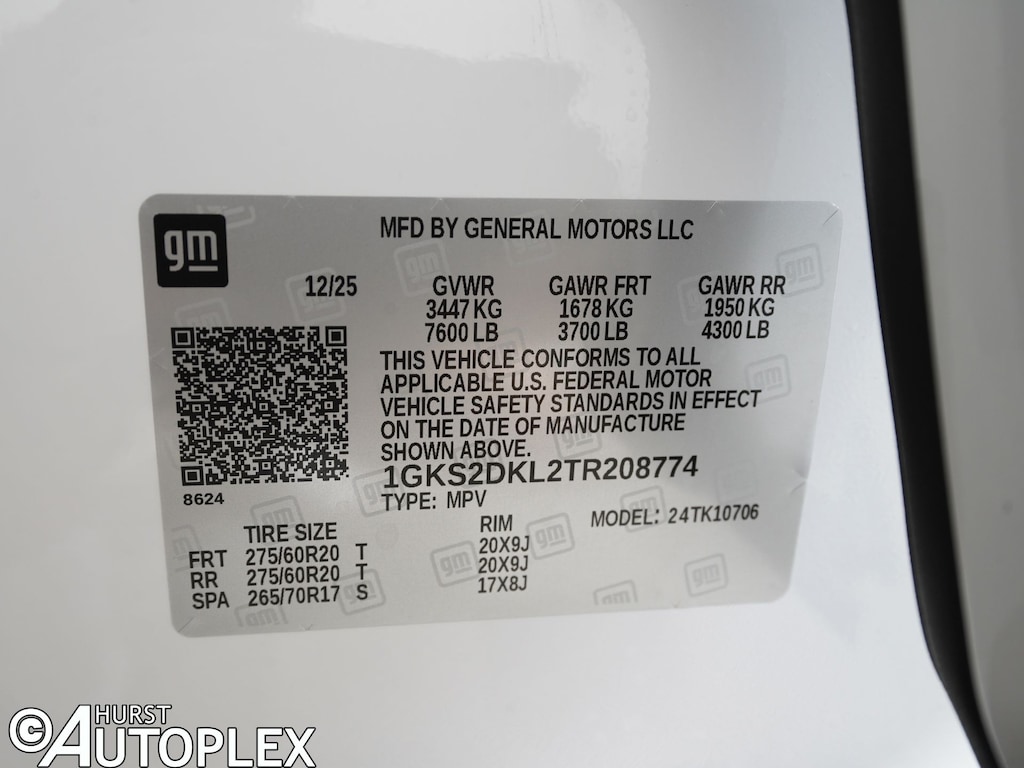 gm
MFD BY GENERAL MOTORS LLC
12/25 GVWR GAWR FRT GAWR RR
3447 KG 1678 KG 1950 KG
7600 LB 3700 LB 4300 LB
THIS VEHICLE CONFORMS TO ALL
APPLICABLE U.S. FEDERAL MOTOR
VEHICLE SAFETY STANDARDS IN EFFECT
ON THE DATE OF MANUFACTURE
SHOWN ABOVE.
1GKS2DKL2TR208774
8624
TYPE: MPV
TIRE SIZE RIM MODEL: 24TK10706
FRT 275/60R20 T 20X9J
RR 275/60R20 T 20X9J
SPA 265/70R17 S 17X8J
©HURST
AUTOPLEX